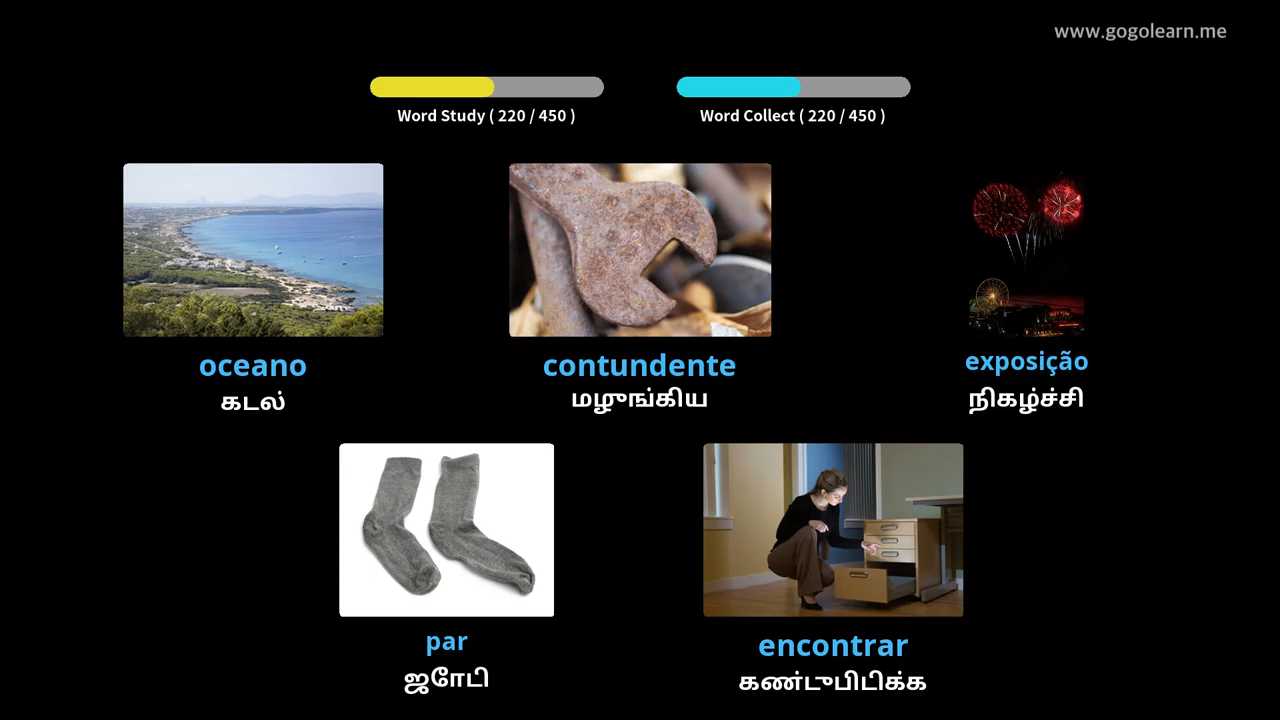 www.gogolearn.me
Word Study ( 220 / 450 )
Word Collect ( 220 / 450 )
oceano
கடல்
contundente
மழுங்கிய
exposição
நிகழ்ச்சி
par
ஜோடி
encontrar
கண்டுபிடிக்க